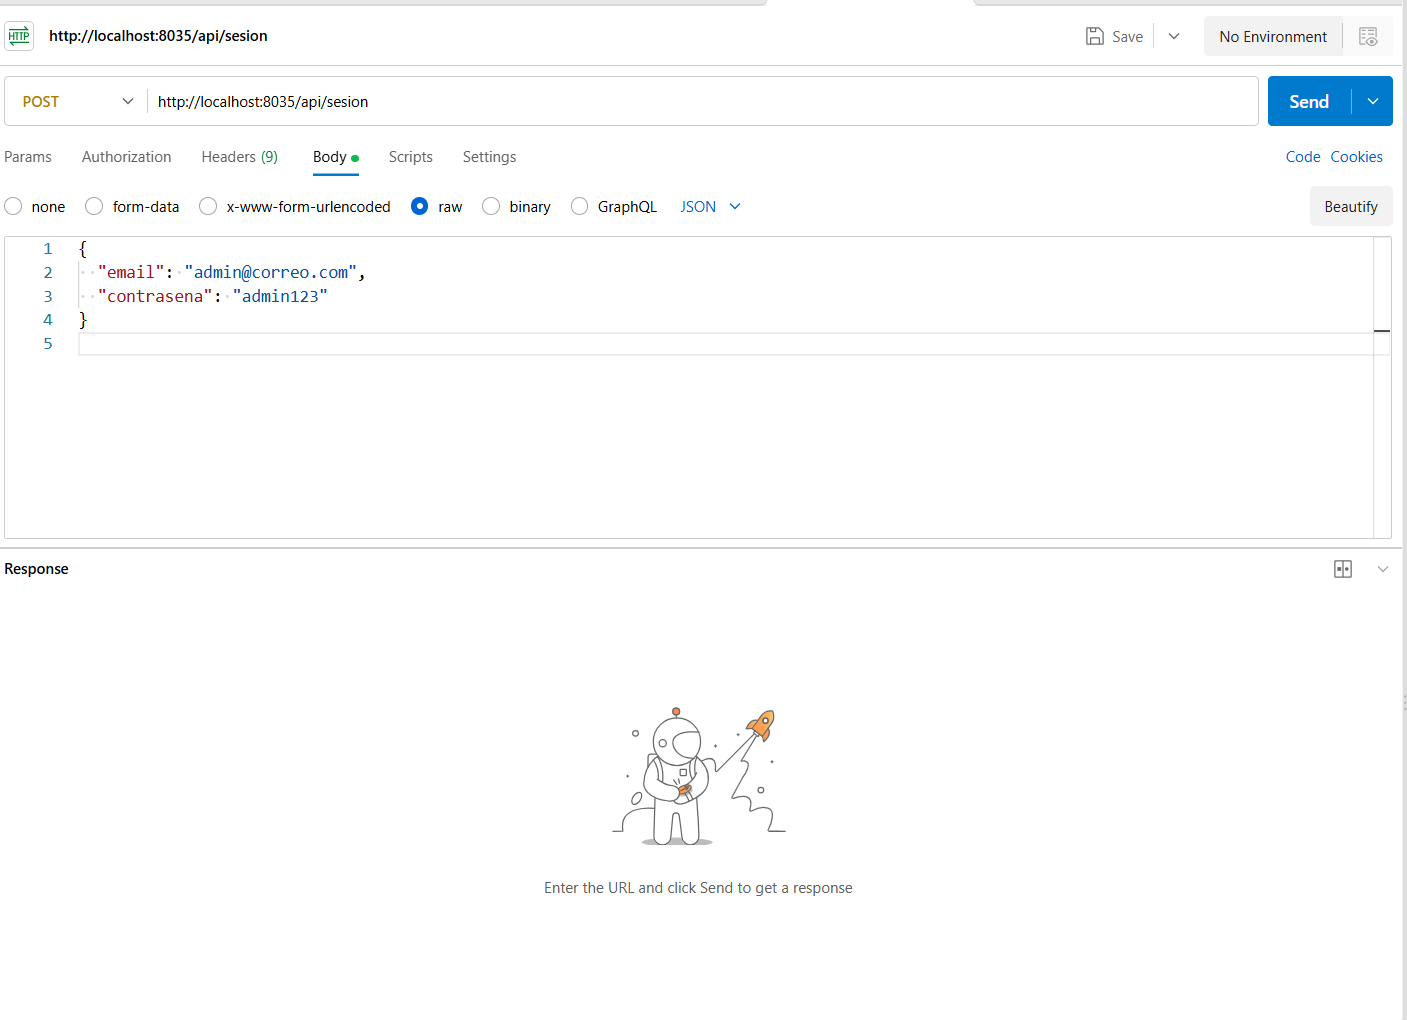 HTTP http://localhost:8035/api/sesion Save No Environment
POST http://localhost:8035/api/sesion Send
Params Authorization Headers (9) Body Scripts Settings Code Cookies
none form-data x-www-form-urlencoded raw binary GraphQL JSON Beautify
1 {
2 "email": "admin@correo.com",
3 "contrasena": "admin123"
4 }
5
Response
Enter the URL and click Send to get a response